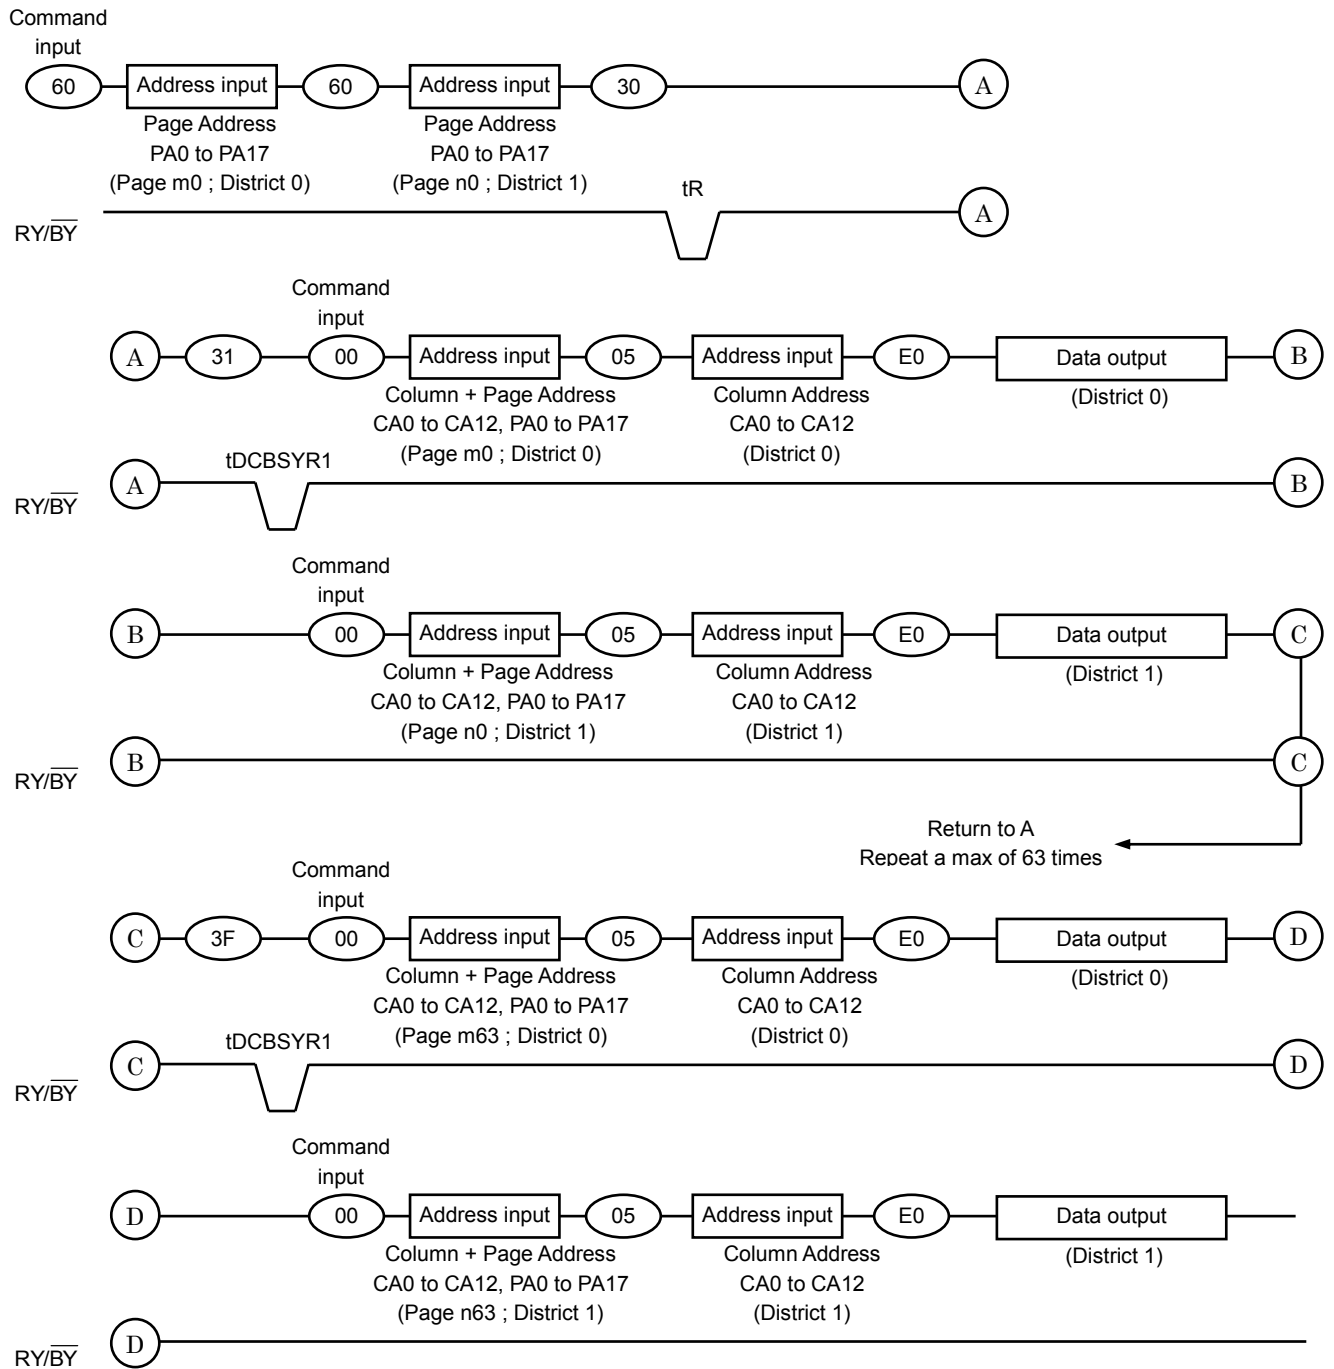 Command
input
60 Address input 60 Address input 30 A
Page Address Page Address
PA0 to PA17 PA0 to PA17
(Page m0 ; District 0) (Page n0 ; District 1)
tR
RY/BY A
Command
input
A 31 00 Address input 05 Address input E0 Data output B
Column + Page Address Column Address (District 0)
CA0 to CA12, PA0 to PA17 CA0 to CA12
(Page m0 ; District 0) (District 0)
tDCBSYR1
RY/BY A B
Command
input
B 00 Address input 05 Address input E0 Data output C
Column + Page Address Column Address (District 1)
CA0 to CA12, PA0 to PA17 CA0 to CA12
(Page n0 ; District 1) (District 1)
RY/BY B C
Return to A
Repeat a max of 63 times
Command
input
C 3F 00 Address input 05 Address input E0 Data output D
Column + Page Address Column Address (District 0)
CA0 to CA12, PA0 to PA17 CA0 to CA12
(Page m63 ; District 0) (District 0)
tDCBSYR1
RY/BY C D
Command
input
D 00 Address input 05 Address input E0 Data output
Column + Page Address Column Address (District 1)
CA0 to CA12, PA0 to PA17 CA0 to CA12
(Page n63 ; District 1) (District 1)
RY/BY D